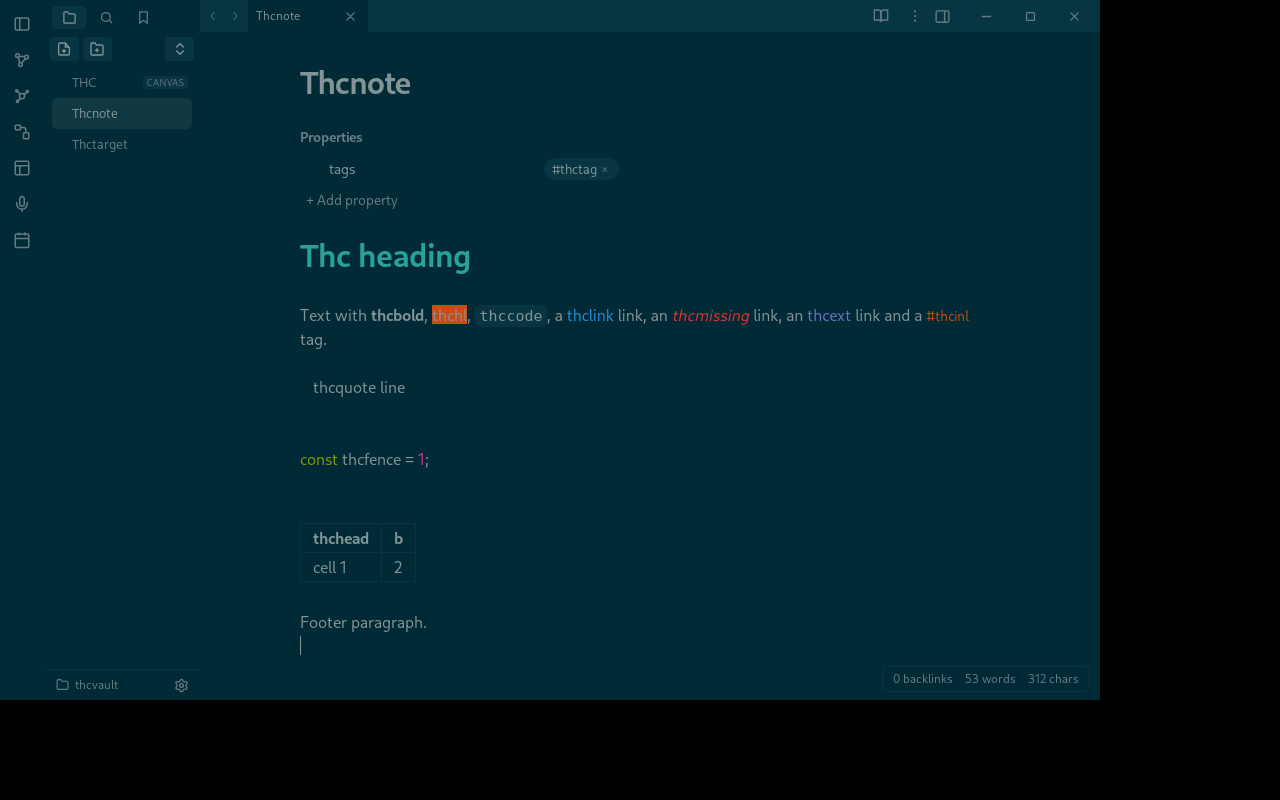 Thcnote
THC CANVAS
Thcnote
Thctarget
Thcnote
Properties
tags #thctag ×
+ Add property
Thc heading
Text with thcbold, thchl, thccode, a thclink link, an thcmissing link, an thcext link and a #thcinl
tag.
thcquote line
const thcfence = 1;
thchead b
cell 1 2
Footer paragraph.
thcvault
0 backlinks 53 words 312 chars